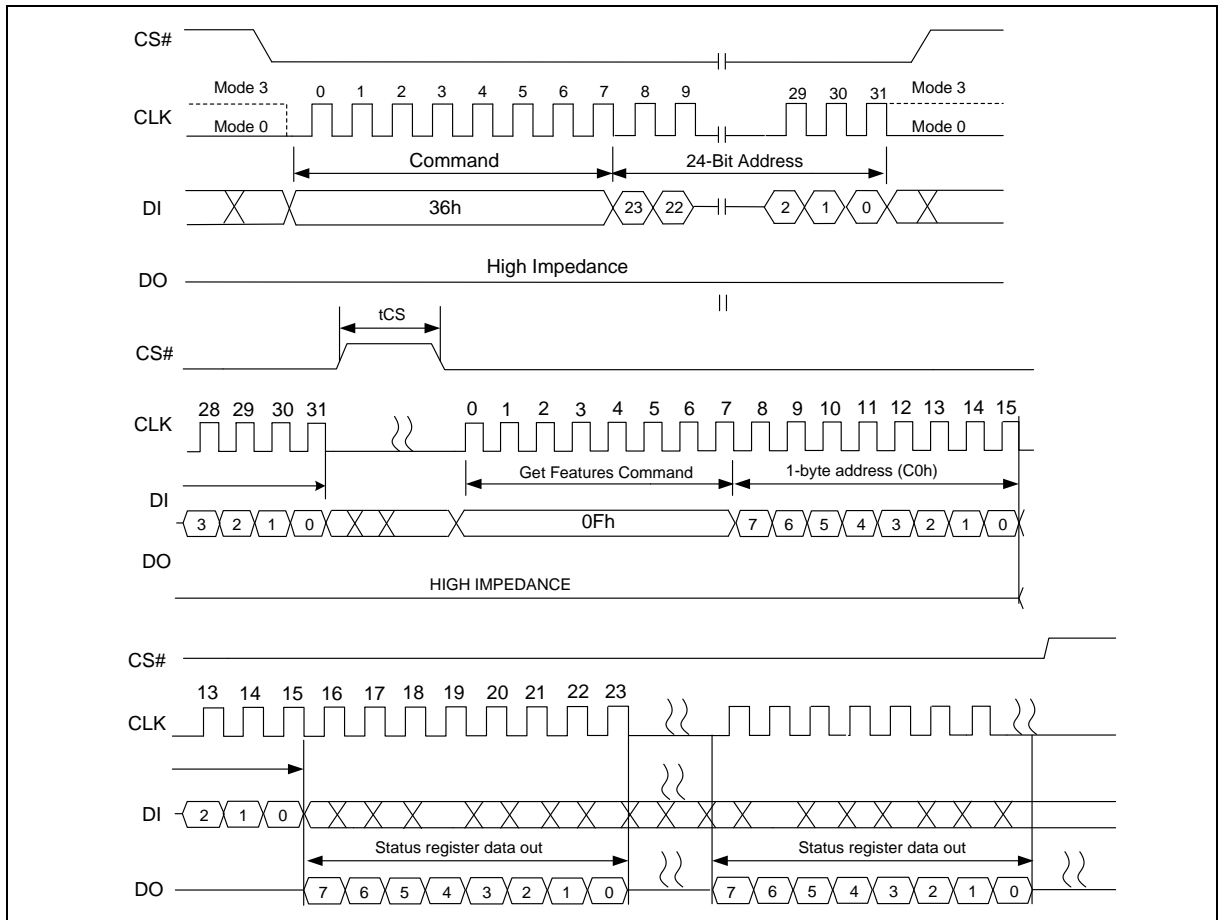 CS#
Mode 3 0 1 2 3 4 5 6 7 8 9 29 30 31 Mode 3
CLK
Mode 0 Mode 0
Command 24-Bit Address
DI 36h 23 22 2 1 0
High Impedance
DO
tCS
CS#
28 29 30 31 0 1 2 3 4 5 6 7 8 9 10 11 12 13 14 15
CLK
Get Features Command 1-byte address (C0h)
DI
3 2 1 0 0Fh 7 6 5 4 3 2 1 0
DO
HIGH IMPEDANCE
CS#
13 14 15 16 17 18 19 20 21 22 23
CLK
DI 2 1 0
Status register data out Status register data out
DO 7 6 5 4 3 2 1 0 7 6 5 4 3 2 1 0